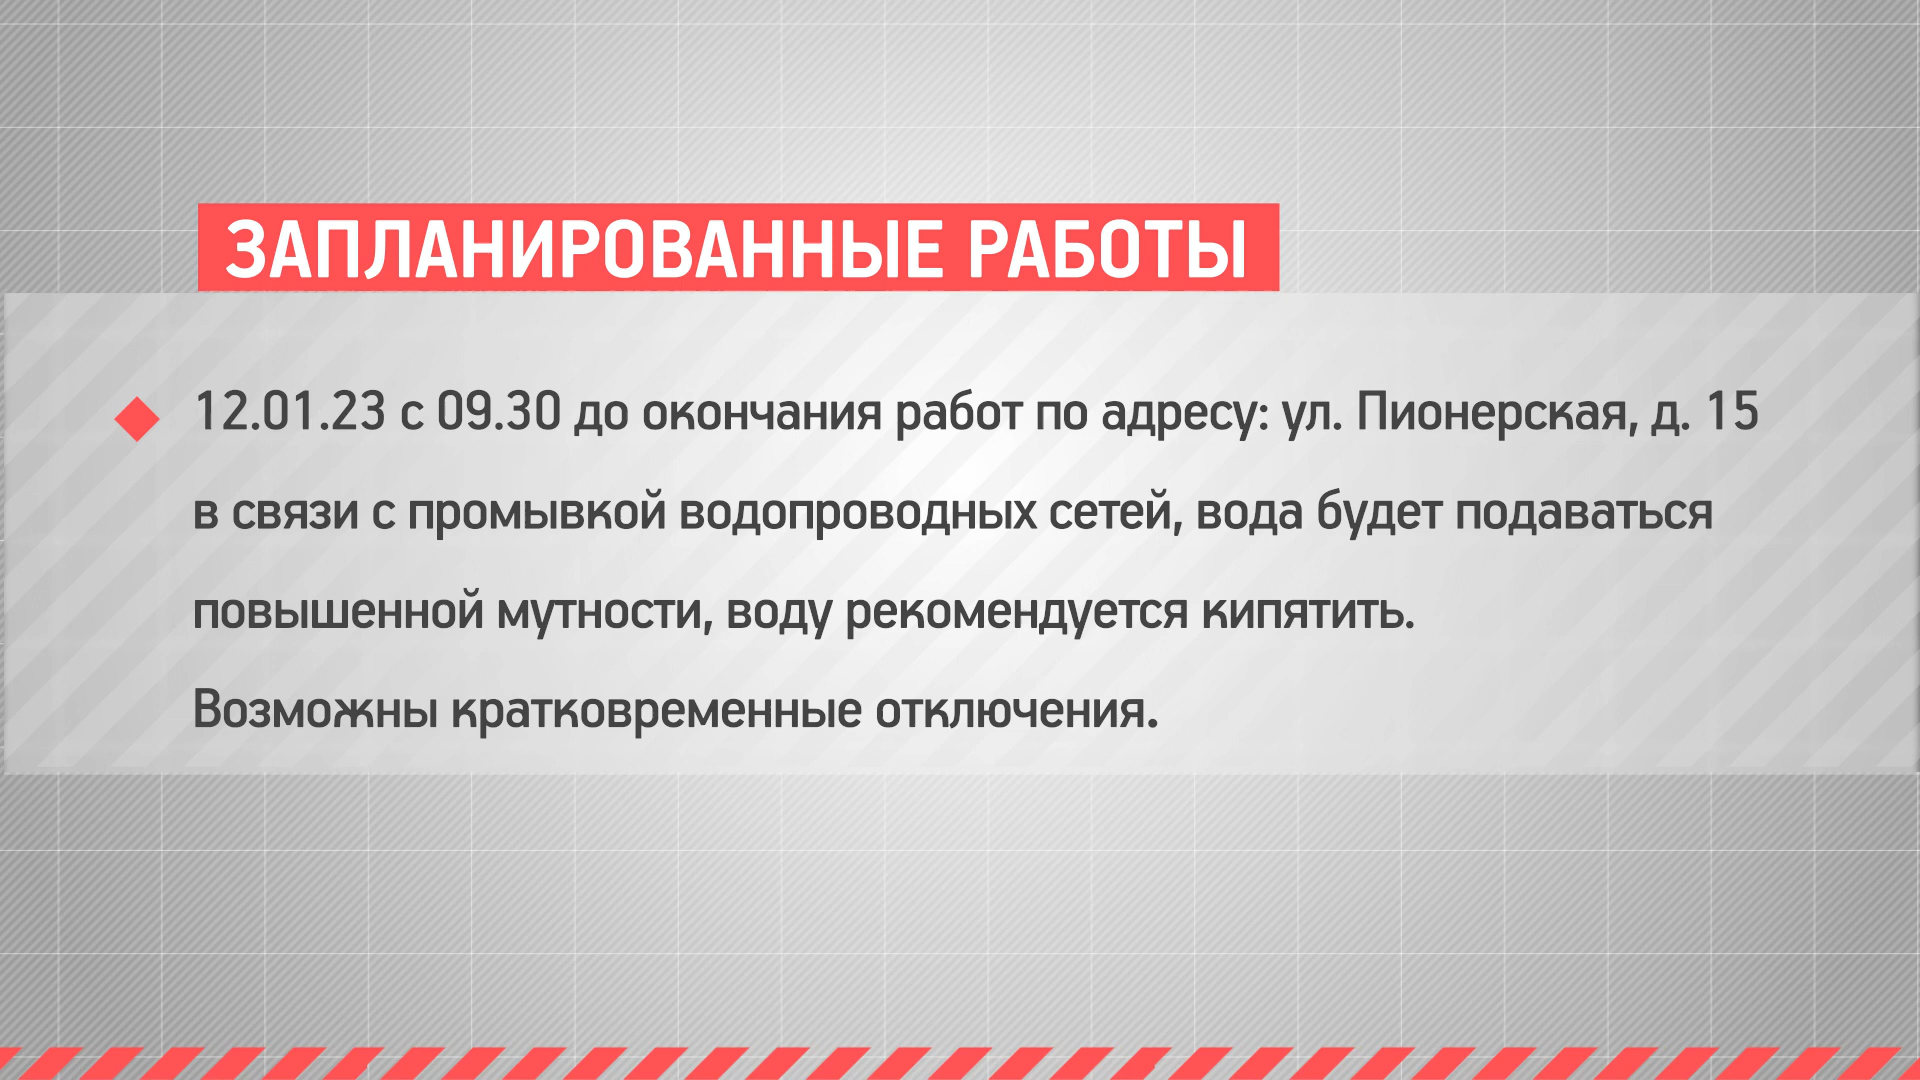 ЗАПЛАНИРОВАННЫЕ РАБОТЫ
12.01.23 с 09.30 до окончания работ по адресу: ул. Пионерская, д. 15
в связи с промывкой водопроводных сетей, вода будет подаваться
повышенной мутности, воду рекомендуется кипятить.
Возможны кратковременные отключения.